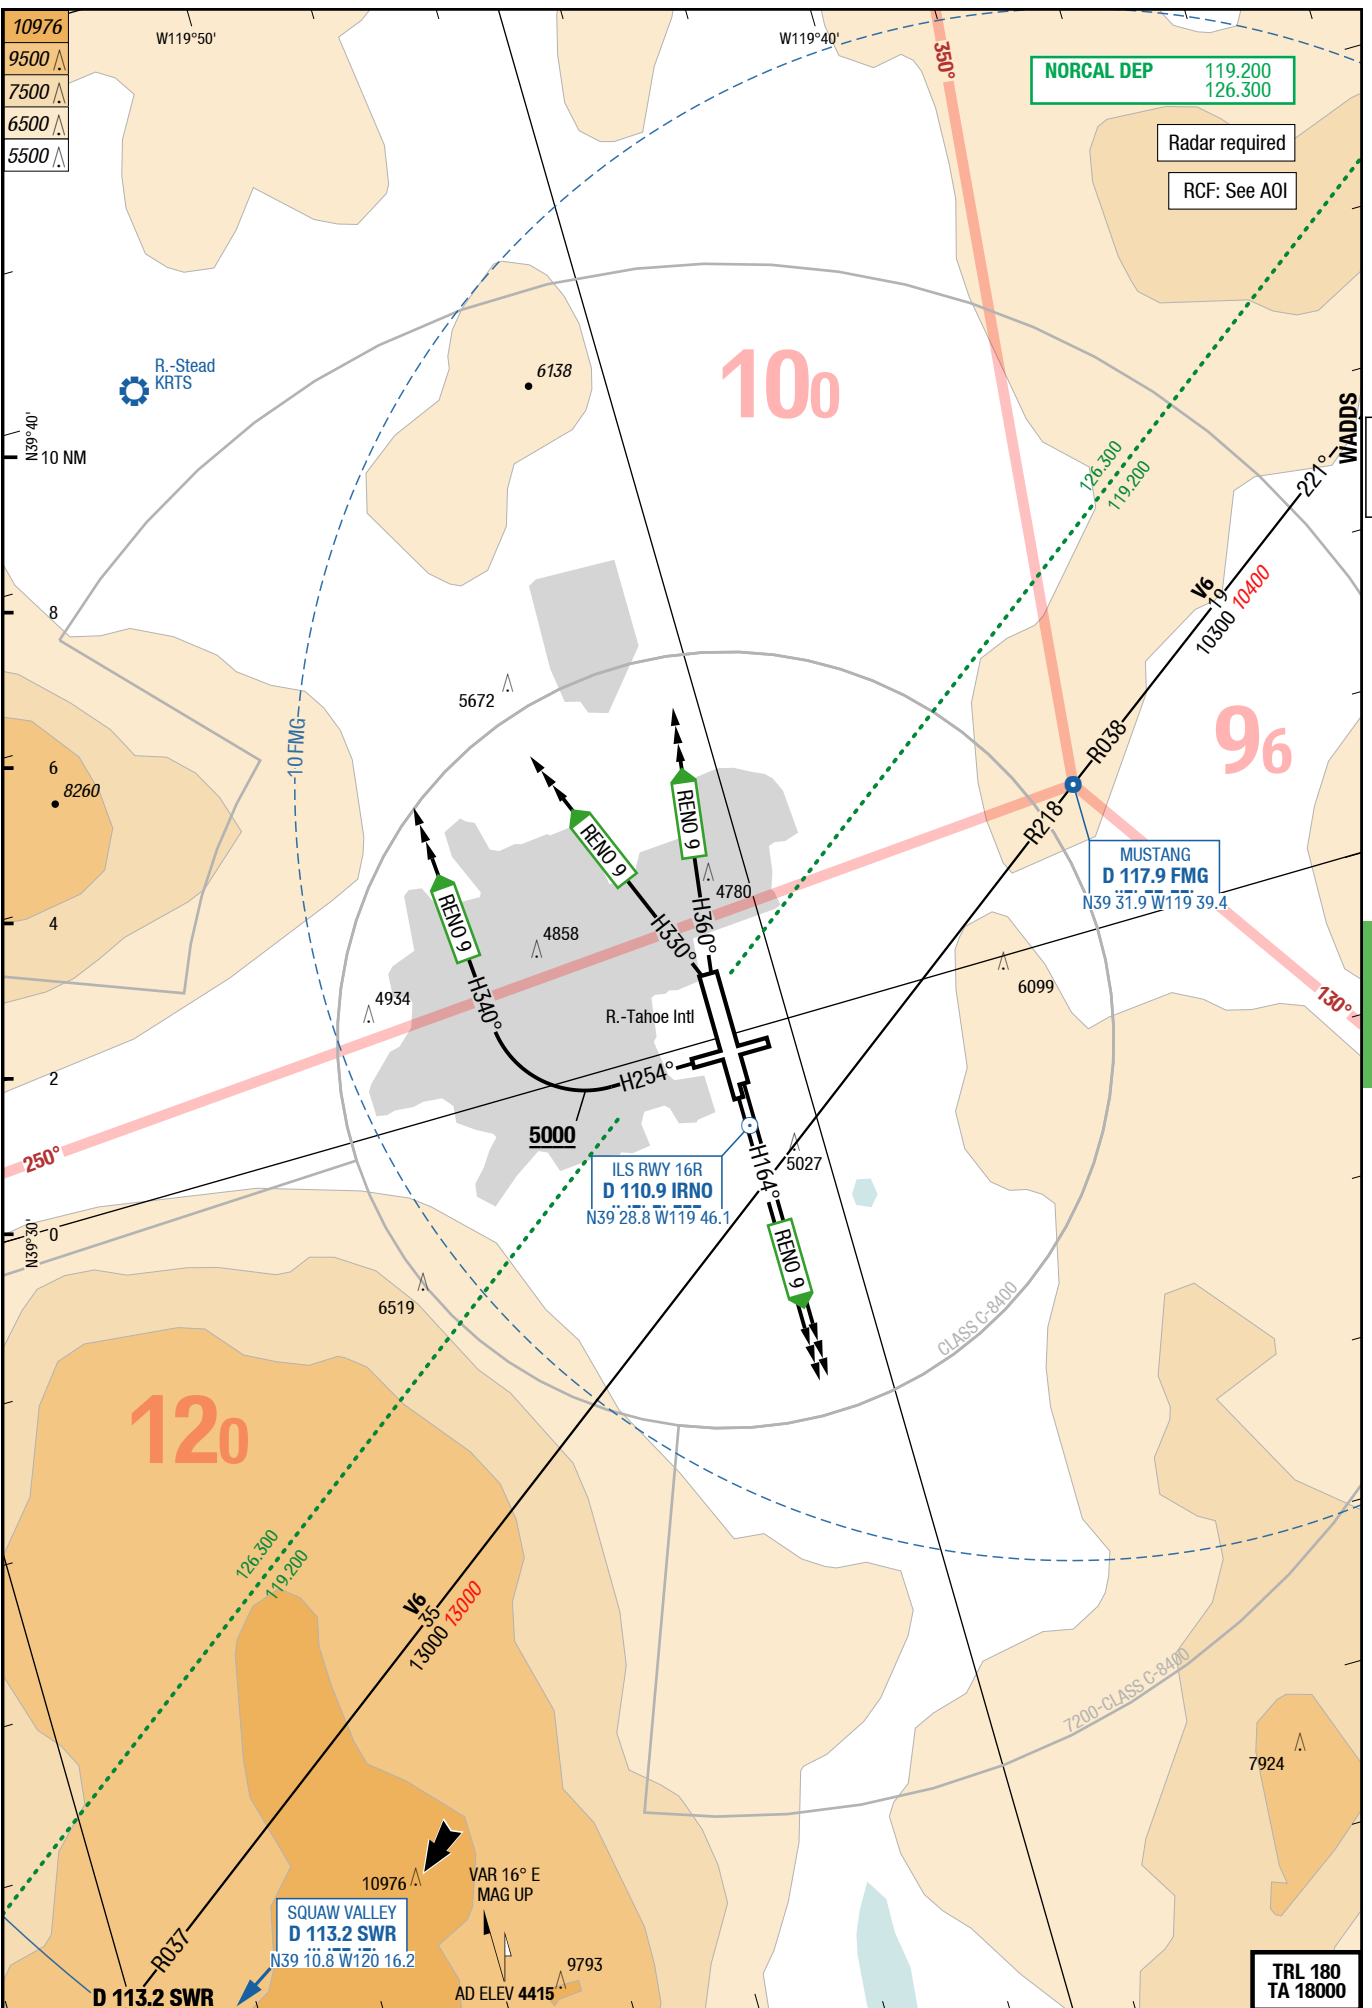 10976
9500
7500
6500
5500
W119°50'
W119°40'
350°
NORCAL DEP 119.200
126.300
Radar required
RCF: See AOI
R.-Stead
KRTS
6138
100
WADDS
N39°40'
10 NM
126.300
119.200
221°
V6
19
10300 10400
8
5672
10 FMG
R038
96
6
8260
R218
RENO 9
RENO 9
RENO 9
MUSTANG
D 117.9 FMG
N39 31.9 W119 39.4
4780
4
4858
H330°
H360°
H340°
6099
4934
130°
R.-Tahoe Intl
2
H254°
5000
250°
5027
H164°
ILS RWY 16R
D 110.9 IRNO
N39 28.8 W119 46.1
N39°30'
0
RENO 9
6519
CLASS C-8400
120
126.300
119.200
V6
35
13000 13000
7200-CLASS C-8400
7924
10976
VAR 16° E
MAG UP
SQUAW VALLEY
D 113.2 SWR
N39 10.8 W120 16.2
R037
9793
AD ELEV 4415
D 113.2 SWR
TRL 180
TA 18000